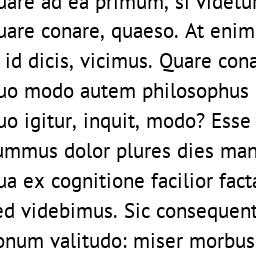 uare ad ea primum, si videtur
uare conare, quaeso. At enim
id dicis, vicimus. Quare cona
uo modo autem philosophus
uo igitur, inquit, modo? Esse
ummus dolor plures dies man
ua ex cognitione facilior facta
ed videbimus. Sic consequent
onum valitudo: miser morbus